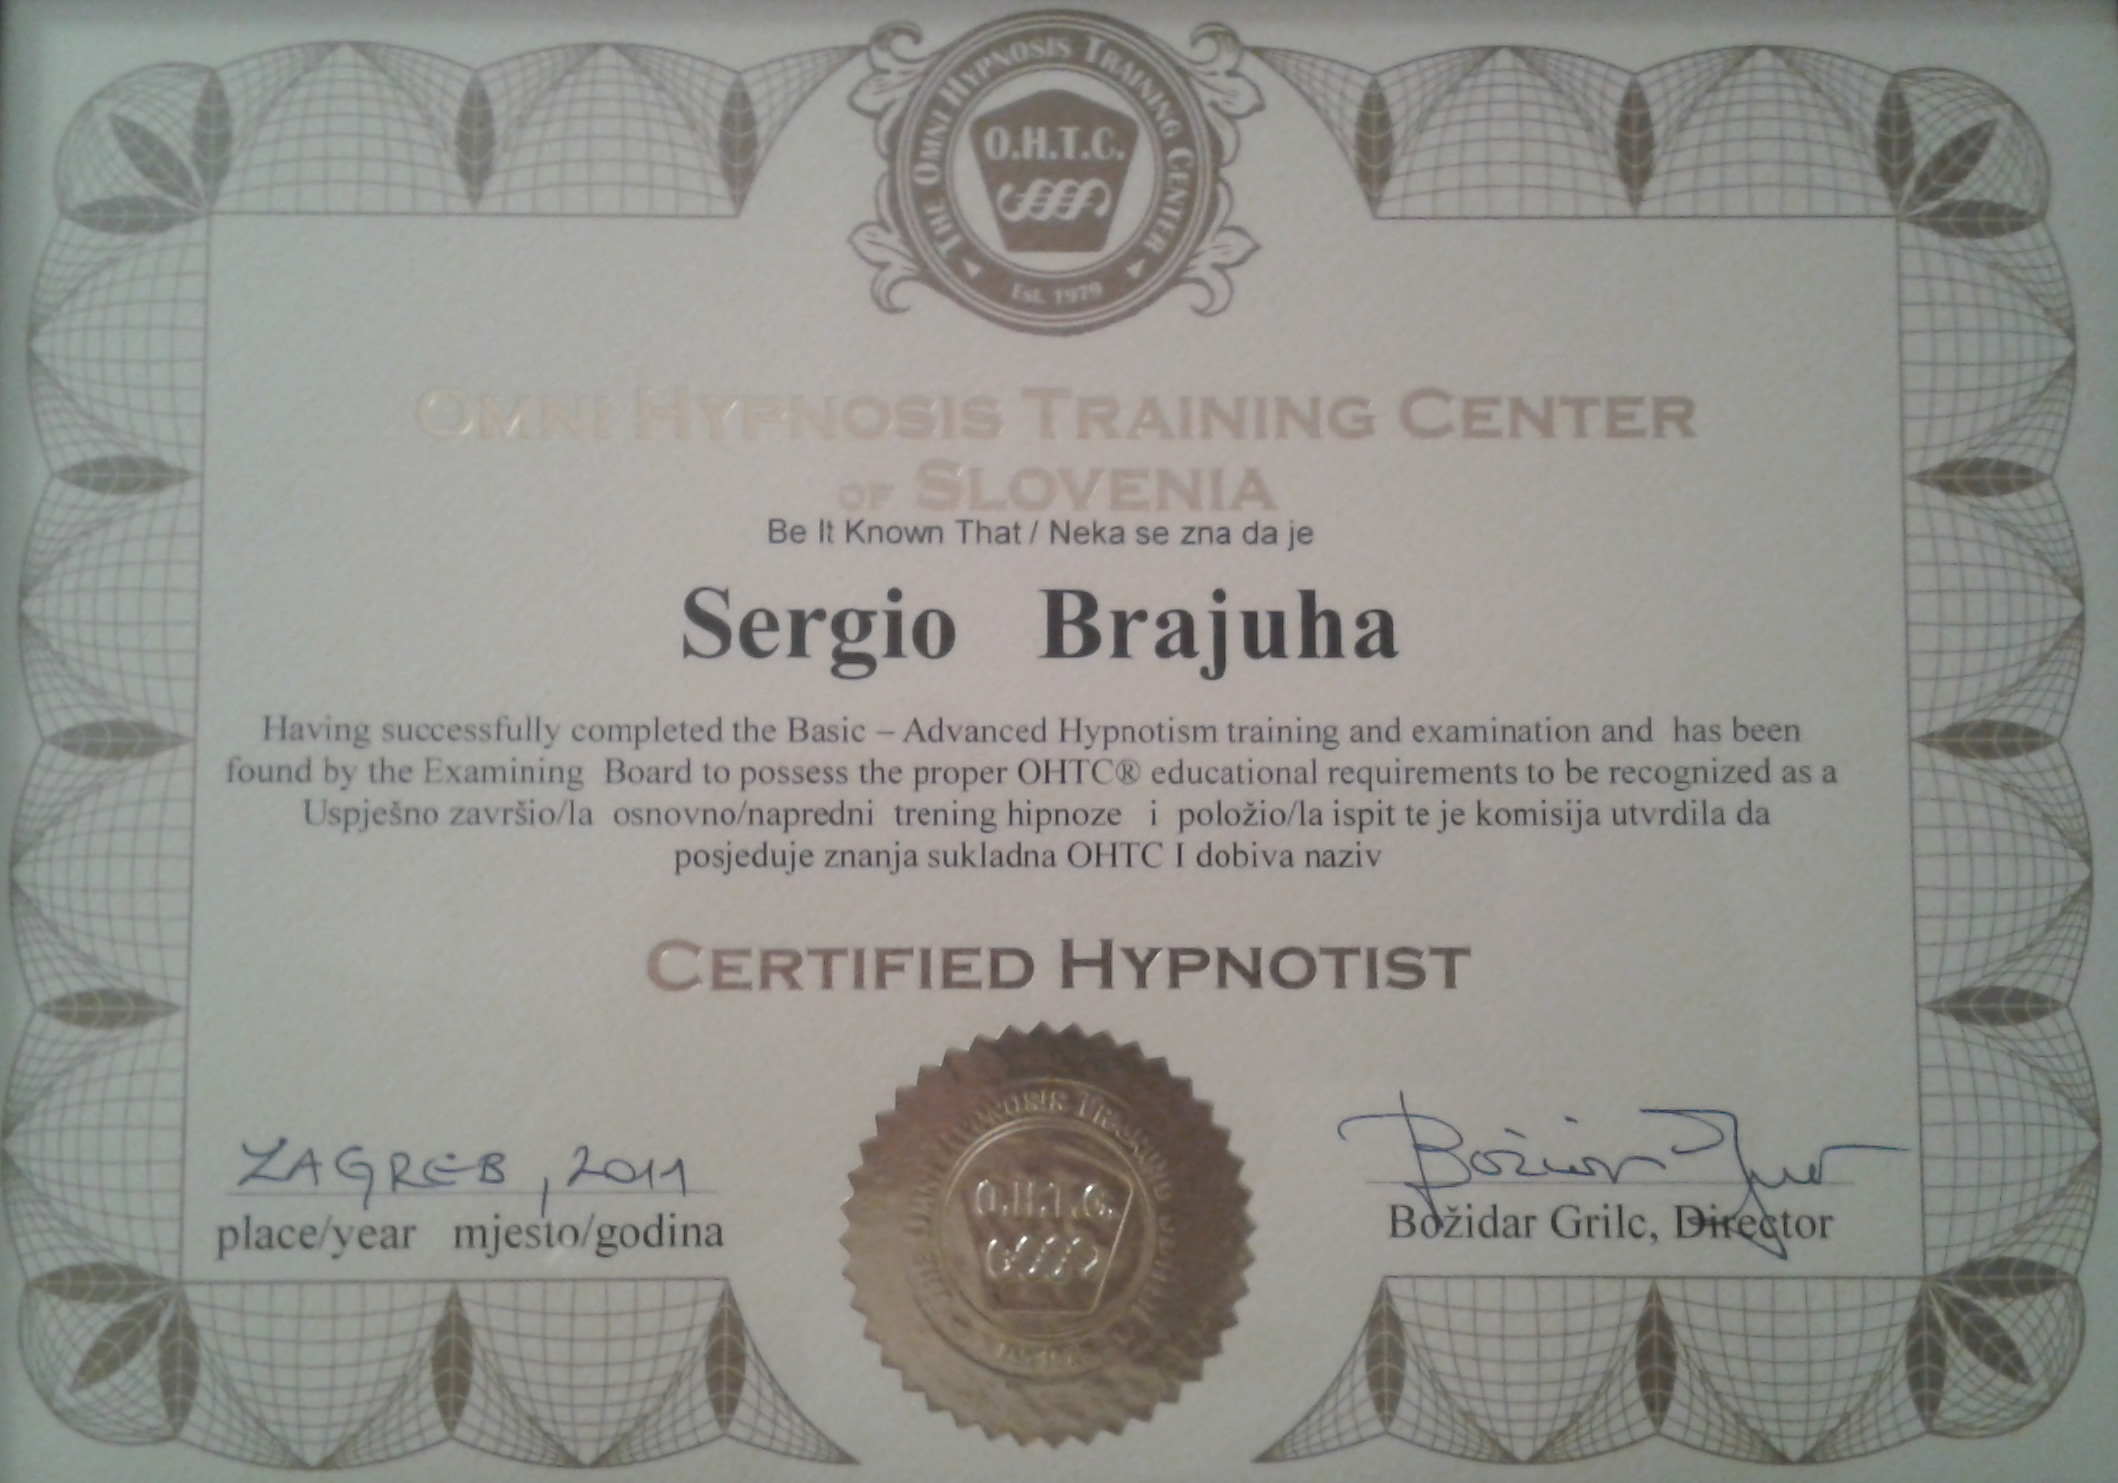 THE OMNI HYPNOSIS TRAINING CENTER
O.H.T.C.
Est. 1979
OMNI HYPNOSIS TRAINING CENTER
OF SLOVENIA
Be It Known That / Neka se zna da je
Sergio Brajuha
Having successfully completed the Basic – Advanced Hypnotism training and examination and has been
found by the Examining Board to possess the proper OHTC® educational requirements to be recognized as a
Uspješno završio/la osnovno/napredni trening hipnoze i položio/la ispit te je komisija utvrdila da
posjeduje znanja sukladna OHTC I dobiva naziv
CERTIFIED HYPNOTIST
ZAGREB, 2011
place/year mjesto/godina
O.H.T.C.
Božidar Grilc, Director